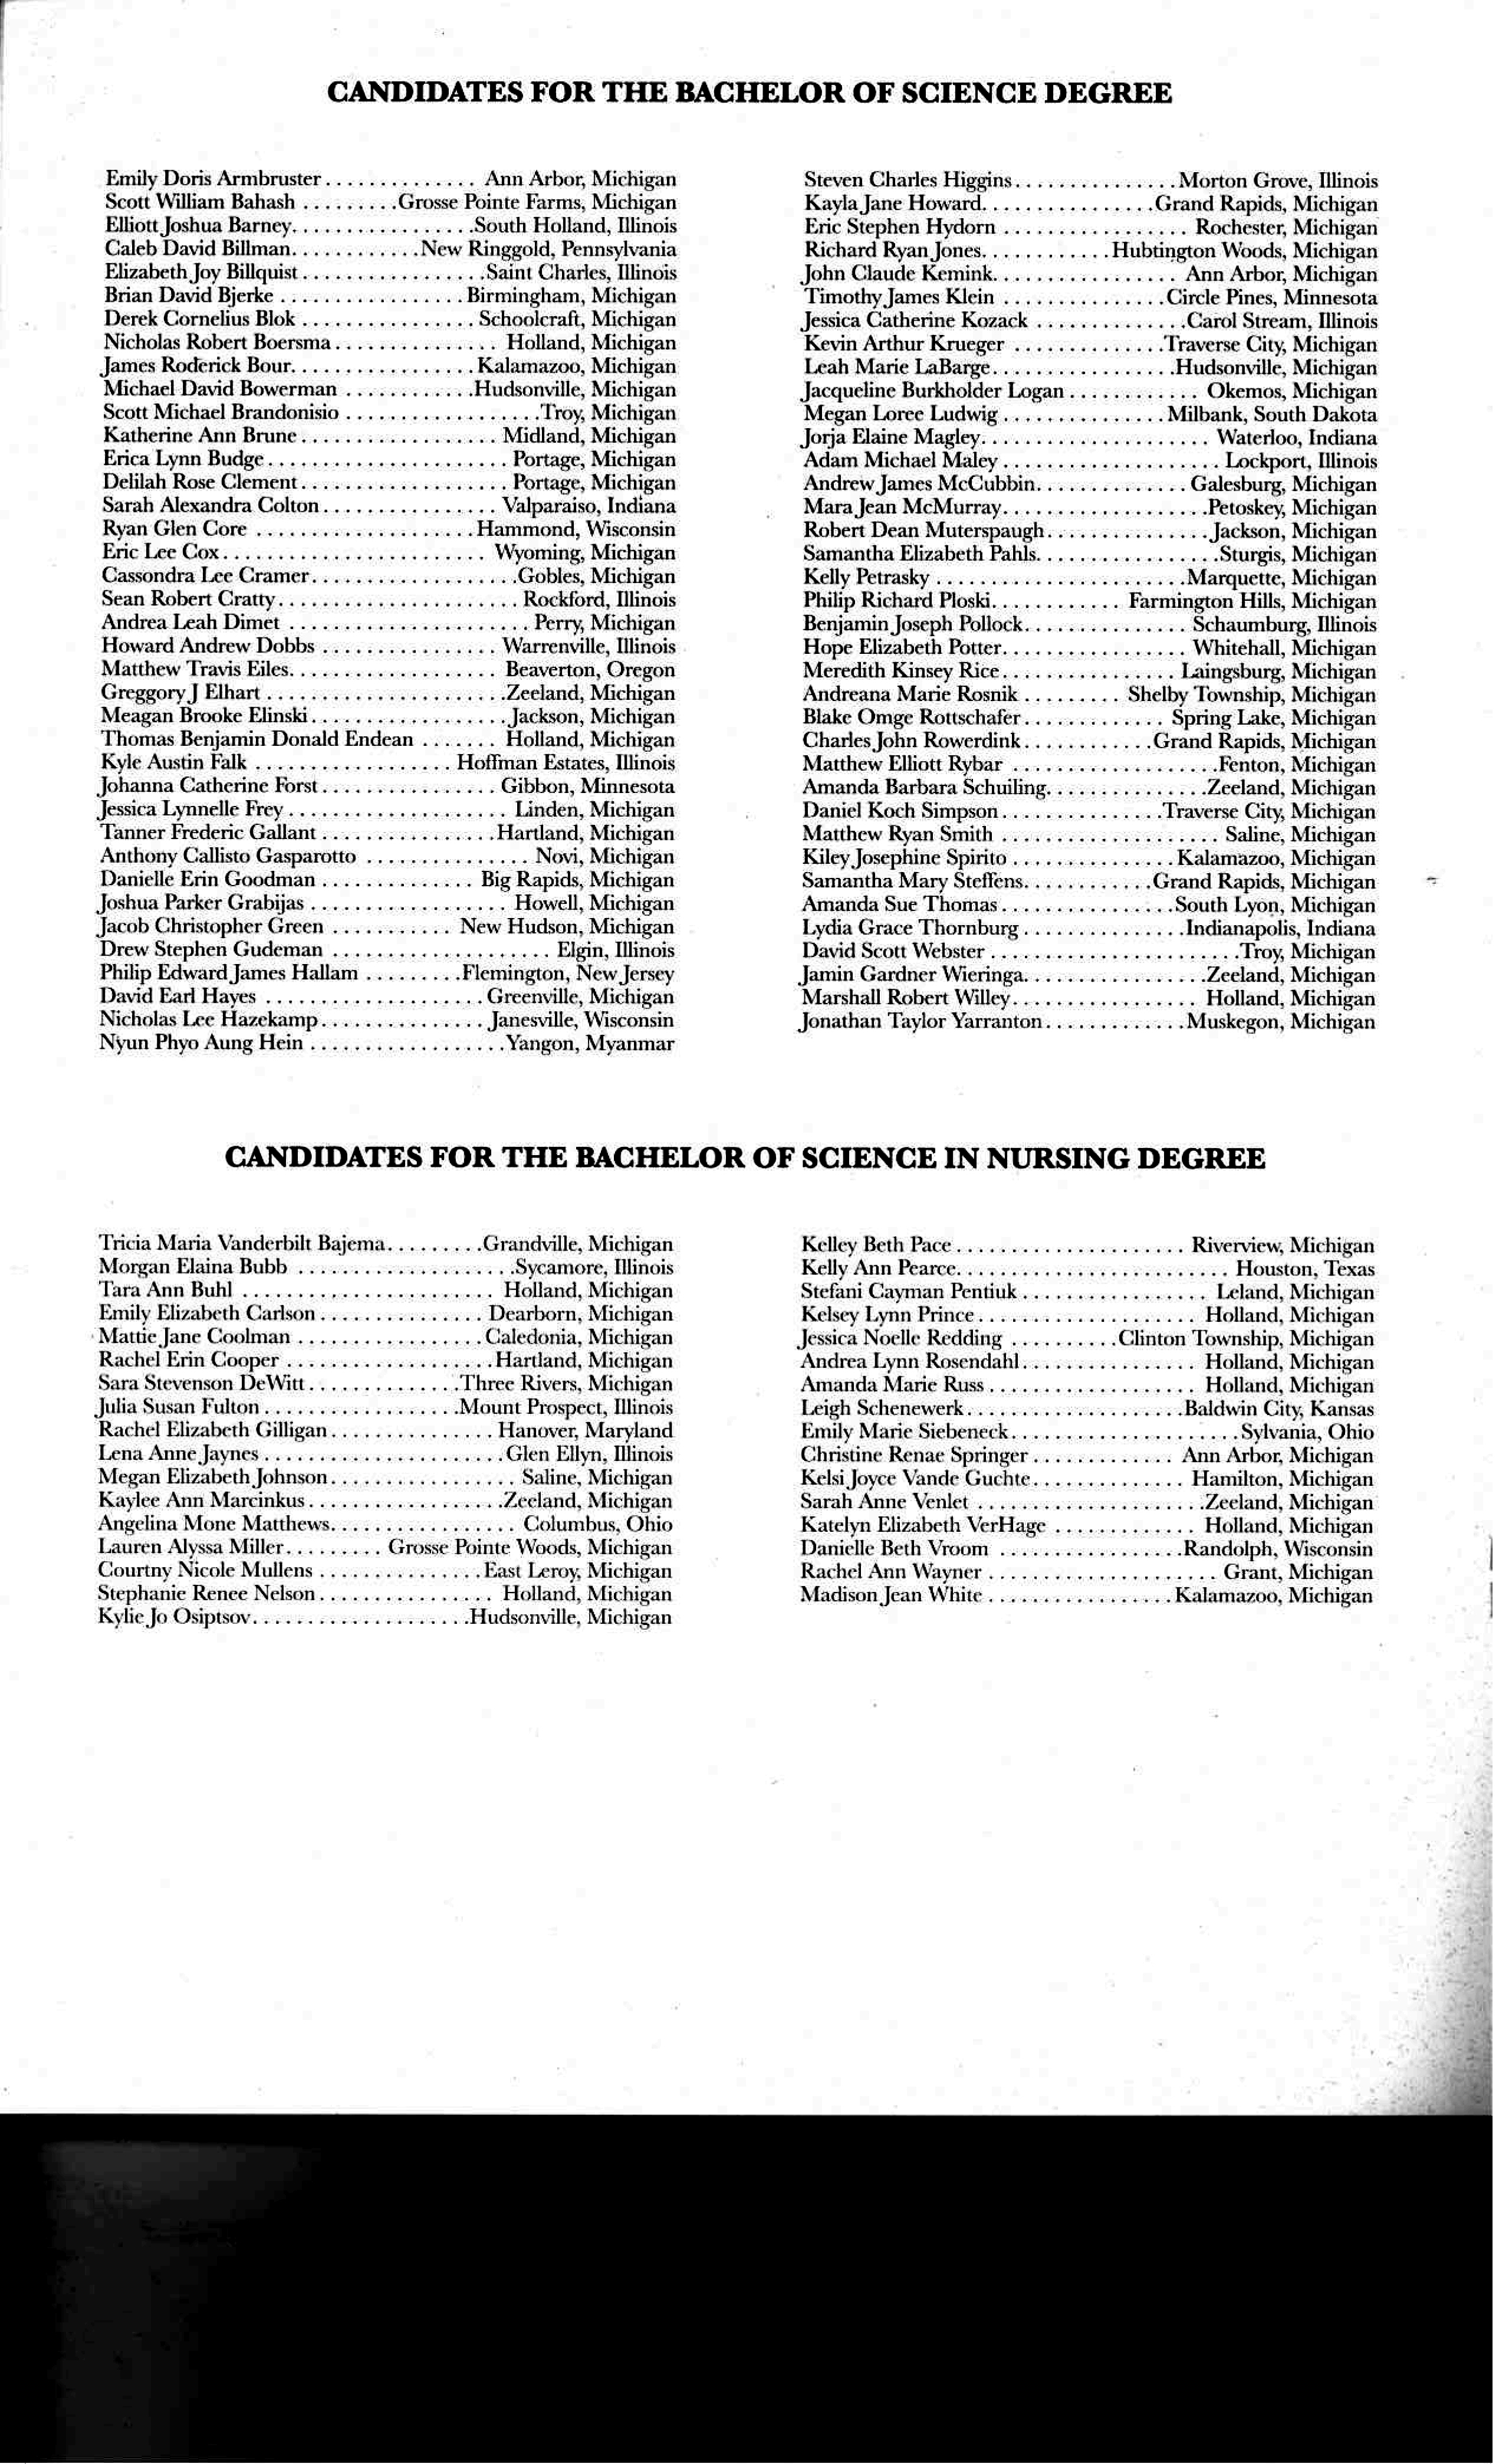 CANDIDATES FOR THE BACHELOR OF SCIENCE DEGREE
Emily Doris Armbruster.............. Ann Arbor, Michigan
Scott William Bahash .........Grosse Pointe Farms, Michigan
Elliott Joshua Barney.................South Holland, Illinois
Caleb David Billman............New Ringgold, Pennsylvania
Elizabeth Joy Billquist.................Saint Charles, Illinois
Brian David Bjerke .................Birmingham, Michigan
Derek Cornelius Blok ................Schoolcraft, Michigan
Nicholas Robert Boersma............... Holland, Michigan
James Roderick Bour.................Kalamazoo, Michigan
Michael David Bowerman ............Hudsonville, Michigan
Scott Michael Brandonisio ..................Troy, Michigan
Katherine Ann Brune.................. Midland, Michigan
Erica Lynn Budge...................... Portage, Michigan
Delilah Rose Clement................... Portage, Michigan
Sarah Alexandra Colton................ Valparaiso, Indiana
Ryan Glen Core ....................Hammond, Wisconsin
Eric Lee Cox........................ Wyoming, Michigan
Cassondra Lee Cramer...................Gobles, Michigan
Sean Robert Cratty...................... Rockford, Illinois
Andrea Leah Dimet ...................... Perry, Michigan
Howard Andrew Dobbs ................ Warrenville, Illinois
Matthew Travis Eiles................... Beaverton, Oregon
Greggory J Elhart ......................Zeeland, Michigan
Meagan Brooke Elinski..................Jackson, Michigan
Thomas Benjamin Donald Endean ....... Holland, Michigan
Kyle Austin Falk ..................Hoffman Estates, Illinois
Johanna Catherine Forst................ Gibbon, Minnesota
Jessica Lynnelle Frey .................... Linden, Michigan
Tanner Frederic Gallant ................Hartland, Michigan
Anthony Callisto Gasparotto ............... Novi, Michigan
Danielle Erin Goodman .............. Big Rapids, Michigan
Joshua Parker Grabijas .................. Howell, Michigan
Jacob Christopher Green ........... New Hudson, Michigan
Drew Stephen Gudeman .................... Elgin, Illinois
Philip Edward James Hallam .........Flemington, New Jersey
David Earl Hayes ....................Greenville, Michigan
Nicholas Lee Hazekamp...............Janesville, Wisconsin
Nyun Phyo Aung Hein ..................Yangon, Myanmar
Steven Charles Higgins...............Morton Grove, Illinois
Kayla Jane Howard................Grand Rapids, Michigan
Eric Stephen Hydorn ................. Rochester, Michigan
Richard Ryan Jones............Hubtington Woods, Michigan
John Claude Kemink................. Ann Arbor, Michigan
Timothy James Klein ...............Circle Pines, Minnesota
Jessica Catherine Kozack ..............Carol Stream, Illinois
Kevin Arthur Krueger ..............Traverse City, Michigan
Leah Marie LaBarge.................Hudsonville, Michigan
Jacqueline Burkholder Logan ............ Okemos, Michigan
Megan Loree Ludwig...............Milbank, South Dakota
Jorja Elaine Magley..................... Waterloo, Indiana
Adam Michael Maley .................... Lockport, Illinois
Andrew James McCubbin..............Galesburg, Michigan
Mara Jean McMurray...................Petoskey, Michigan
Robert Dean Muterspaugh...............Jackson, Michigan
Samantha Elizabeth Pahls.................Sturgis, Michigan
Kelly Petrasky .......................Marquette, Michigan
Philip Richard Ploski............ Farmington Hills, Michigan
Benjamin Joseph Pollock............... Schaumburg, Illinois
Hope Elizabeth Potter................. Whitehall, Michigan
Meredith Kinsey Rice................ Laingsburg, Michigan
Andreana Marie Rosnik ......... Shelby Township, Michigan
Blake Omge Rottschafer............. Spring Lake, Michigan
Charles John Rowerdink............Grand Rapids, Michigan
Matthew Elliott Rybar ...................Fenton, Michigan
Amanda Barbara Schuiling...............Zeeland, Michigan
Daniel Koch Simpson...............Traverse City, Michigan
Matthew Ryan Smith .................... Saline, Michigan
Kiley Josephine Spirito ...............Kalamazoo, Michigan
Samantha Mary Steffens............Grand Rapids, Michigan
Amanda Sue Thomas................South Lyon, Michigan
Lydia Grace Thornburg...............Indianapolis, Indiana
David Scott Webster .......................Troy, Michigan
Jamin Gardner Wieringa.................Zeeland, Michigan
Marshall Robert Willey................. Holland, Michigan
Jonathan Taylor Yarranton.............Muskegon, Michigan
CANDIDATES FOR THE BACHELOR OF SCIENCE IN NURSING DEGREE
Tricia Maria Vanderbilt Bajema.........Grandville, Michigan
Morgan Elaina Bubb ....................Sycamore, Illinois
Tara Ann Buhl ....................... Holland, Michigan
Emily Elizabeth Carlson ............... Dearborn, Michigan
Mattie Jane Coolman .................Caledonia, Michigan
Rachel Erin Cooper ...................Hartland, Michigan
Sara Stevenson DeWitt..............Three Rivers, Michigan
Julia Susan Fulton..................Mount Prospect, Illinois
Rachel Elizabeth Gilligan............... Hanover, Maryland
Lena Anne Jaynes ......................Glen Ellyn, Illinois
Megan Elizabeth Johnson................. Saline, Michigan
Kaylee Ann Marcinkus..................Zeeland, Michigan
Angelina Mone Matthews................. Columbus, Ohio
Lauren Alyssa Miller......... Grosse Pointe Woods, Michigan
Courtny Nicole Mullens ...............East Leroy, Michigan
Stephanie Renee Nelson................ Holland, Michigan
Kylie Jo Osiptsov....................Hudsonville, Michigan
Kelley Beth Pace..................... Riverview, Michigan
Kelly Ann Pearce......................... Houston, Texas
Stefani Cayman Pentiuk ................. Leland, Michigan
Kelsey Lynn Prince.................... Holland, Michigan
Jessica Noelle Redding ..........Clinton Township, Michigan
Andrea Lynn Rosendahl................ Holland, Michigan
Amanda Marie Russ................... Holland, Michigan
Leigh Schenewerk....................Baldwin City, Kansas
Emily Marie Siebeneck.....................Sylvania, Ohio
Christine Renae Springer............. Ann Arbor, Michigan
Kelsi Joyce Vande Guchte.............. Hamilton, Michigan
Sarah Anne Venlet .....................Zeeland, Michigan
Katelyn Elizabeth VerHage ............. Holland, Michigan
Danielle Beth Vroom .................Randolph, Wisconsin
Rachel Ann Wayner ..................... Grant, Michigan
Madison Jean White .................Kalamazoo, Michigan